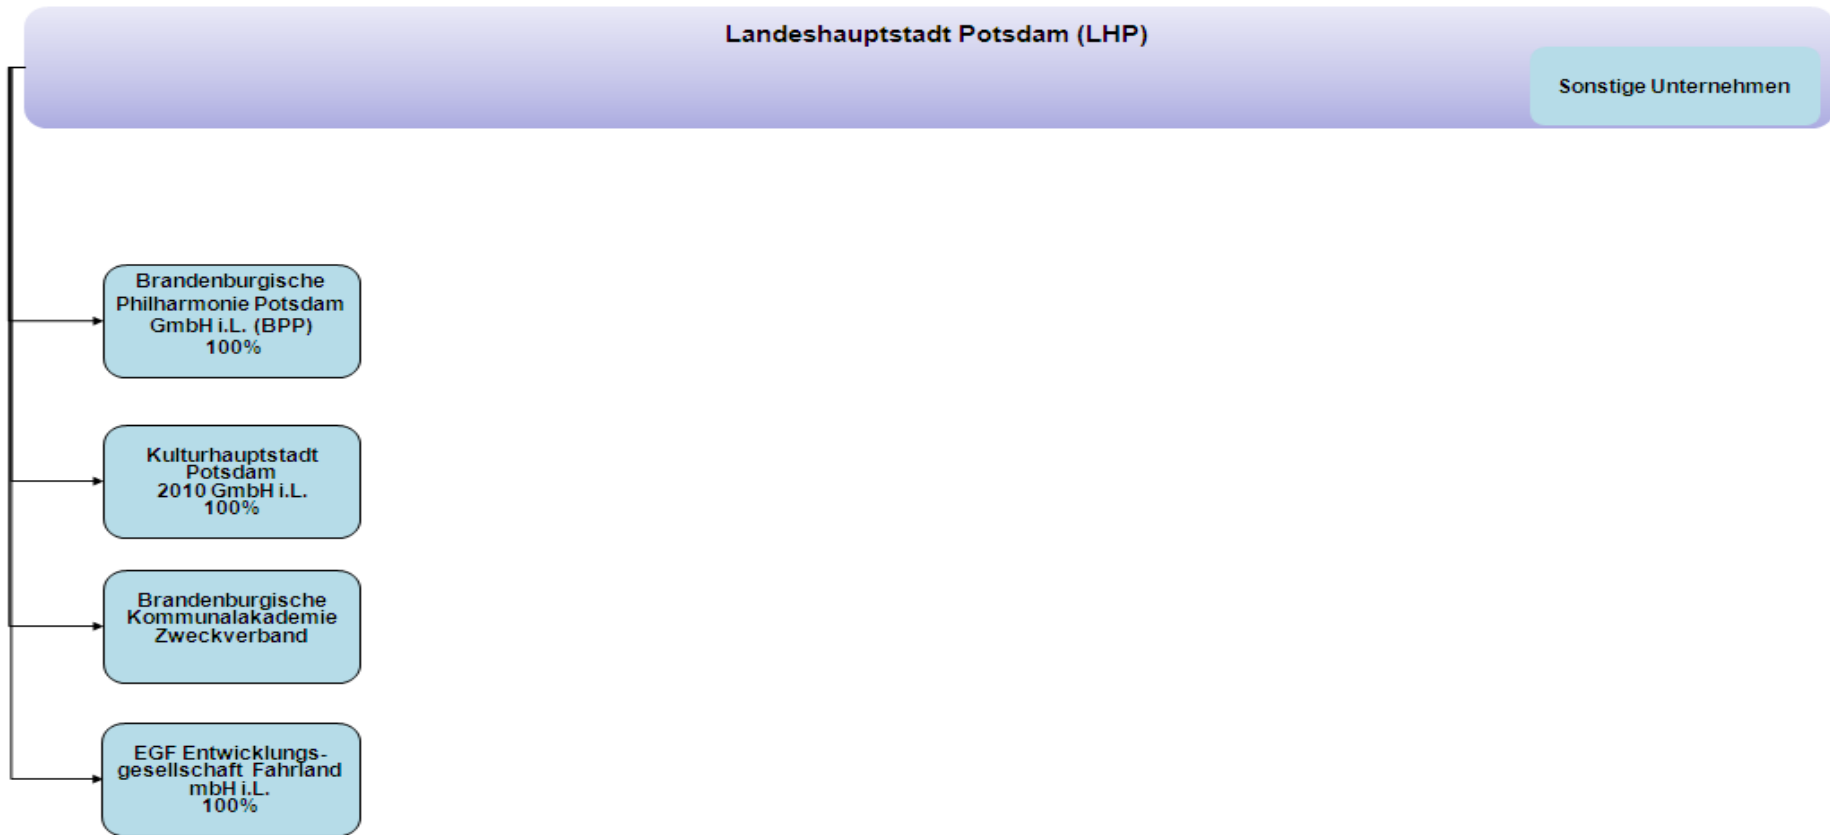 Landeshauptstadt Potsdam (LHP)
Sonstige Unternehmen
Brandenburgische
Philharmonie Potsdam
GmbH i.L. (BPP)
100%
Kulturhauptstadt
Potsdam
2010 GmbH i.L.
100%
Brandenburgische
Kommunalakademie
Zweckverband
EGF Entwicklungs-
gesellschaft Fahrland
mbH i.L.
100%